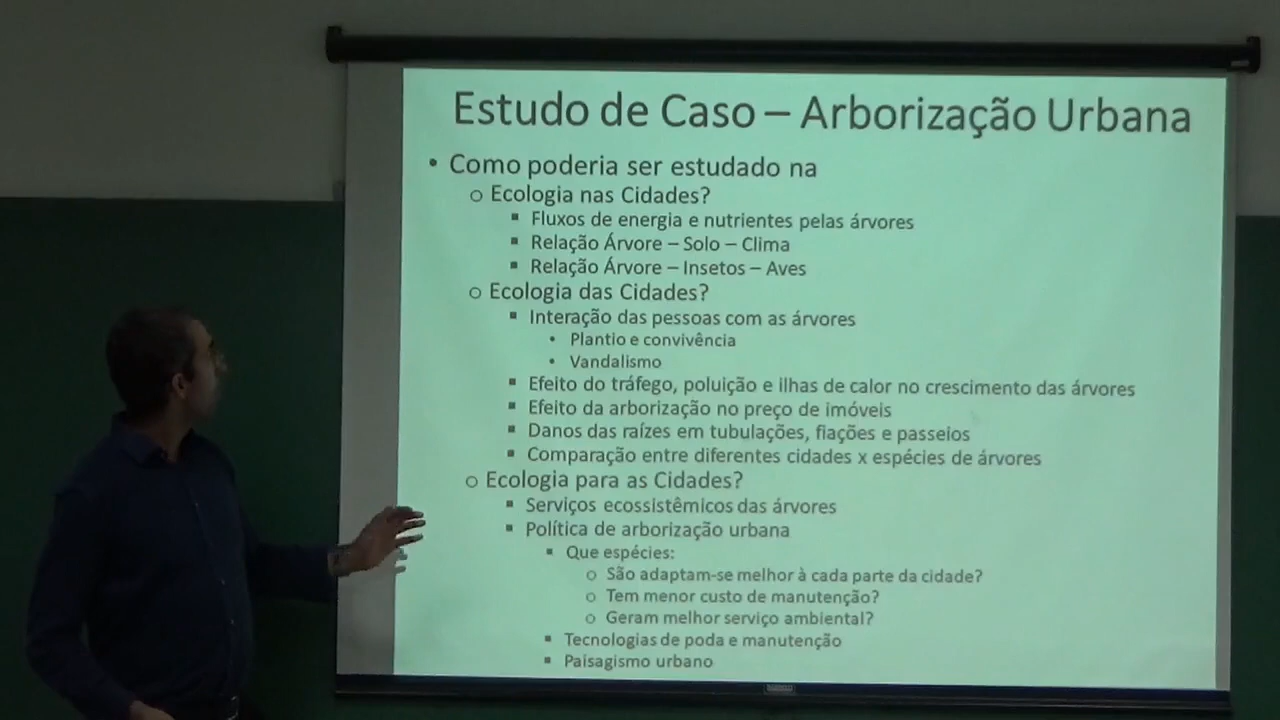 Estudo de Caso – Arborização Urbana
• Como poderia ser estudado na
o Ecologia nas Cidades?
▪ Fluxos de energia e nutrientes pelas árvores
▪ Relação Árvore – Solo – Clima
▪ Relação Árvore – Insetos – Aves
o Ecologia das Cidades?
▪ Interação das pessoas com as árvores
• Plantio e convivência
• Vandalismo
▪ Efeito do tráfego, poluição e ilhas de calor no crescimento das árvores
▪ Efeito da arborização no preço de imóveis
▪ Danos das raízes em tubulações, fiações e passeios
▪ Comparação entre diferentes cidades x espécies de árvores
o Ecologia para as Cidades?
▪ Serviços ecossistêmicos das árvores
▪ Política de arborização urbana
▪ Que espécies:
o São adaptam-se melhor à cada parte da cidade?
o Tem menor custo de manutenção?
o Geram melhor serviço ambiental?
▪ Tecnologias de poda e manutenção
▪ Paisagismo urbano